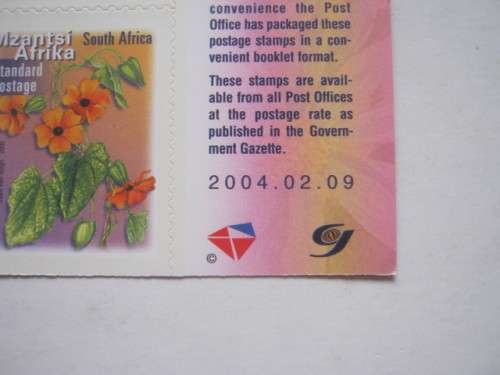 Mzantsi
Afrika
South Africa
Standard
Postage
convenience the Post
Office has packaged these
postage stamps in a con-
venient booklet format.
These stamps are avail-
able from all Post Offices
at the postage rate as
published in the Govern-
ment Gazette.
2004.02.09
©